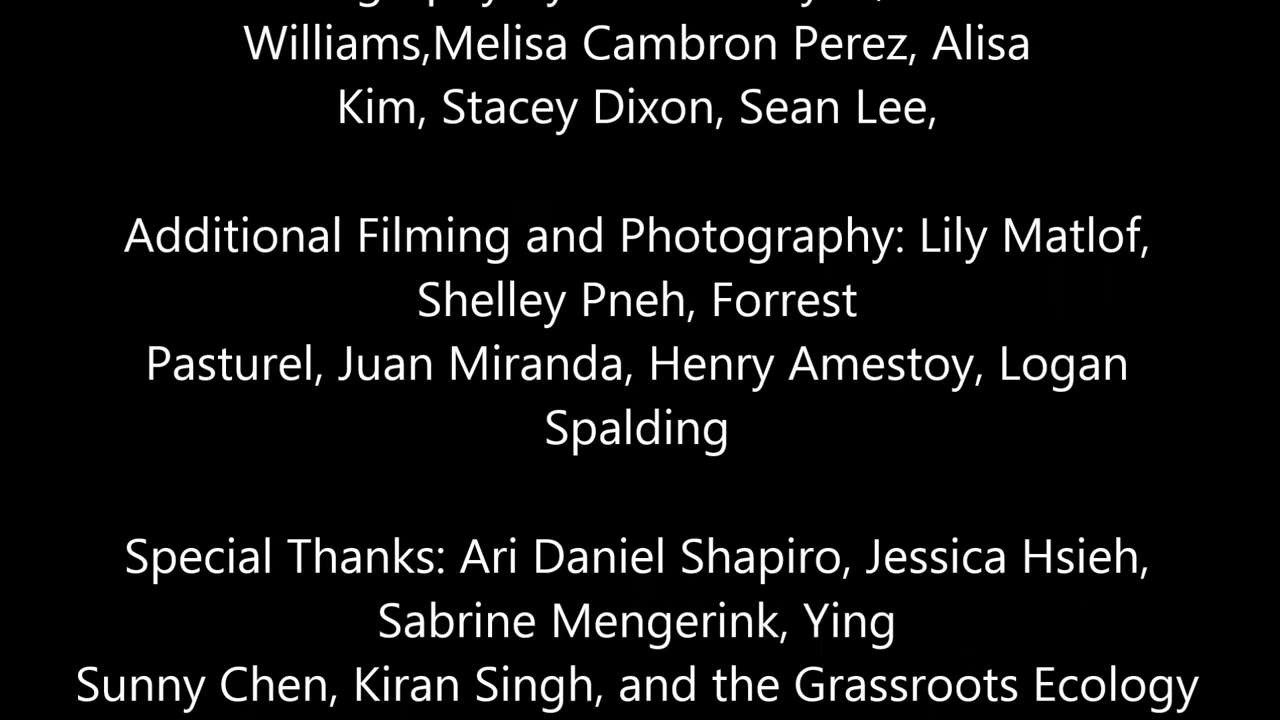 Williams,Melisa Cambron Perez, Alisa
Kim, Stacey Dixon, Sean Lee,
Additional Filming and Photography: Lily Matlof,
Shelley Pneh, Forrest
Pasturel, Juan Miranda, Henry Amestoy, Logan
Spalding
Special Thanks: Ari Daniel Shapiro, Jessica Hsieh,
Sabrine Mengerink, Ying
Sunny Chen, Kiran Singh, and the Grassroots Ecology